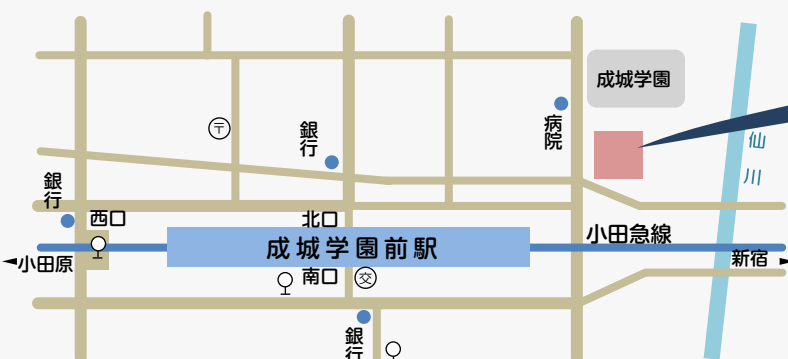 成城学園
〒
銀行
病院
仙川
銀行
西口
北口
小田急線
成城学園前駅
小田原
新宿
南口
交
銀行